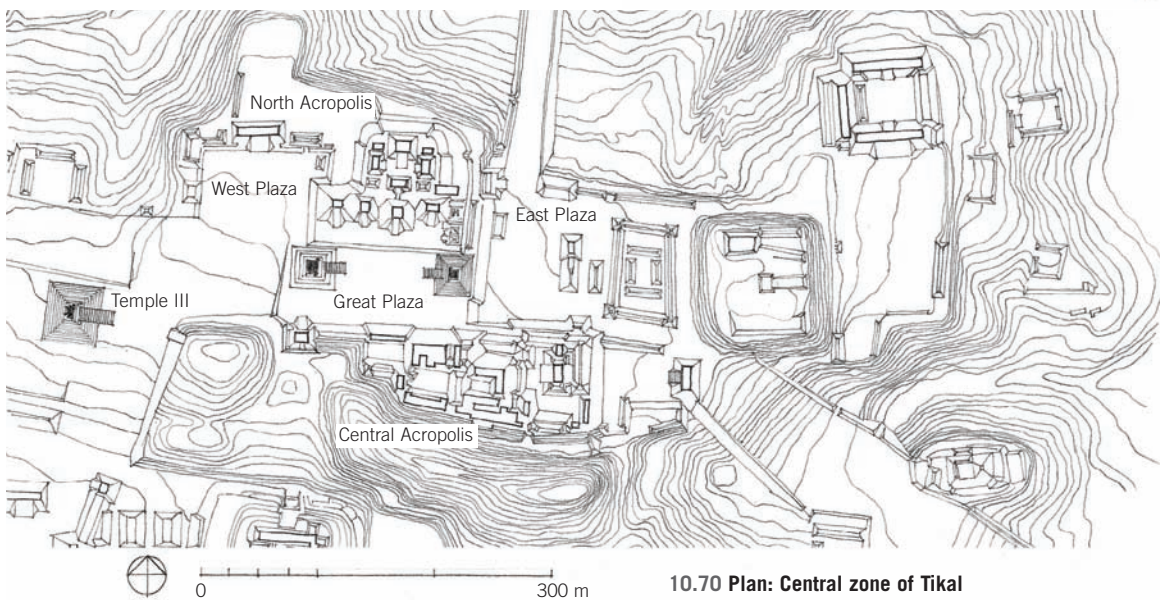 North Acropolis
West Plaza
East Plaza
Temple III
Great Plaza
Central Acropolis
0
300 m
10.70 Plan: Central zone of Tikal